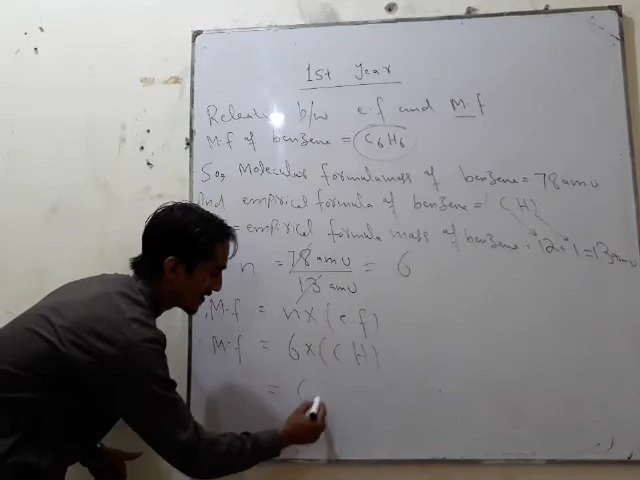 1st Year
Relation b/w e.f and M.f
M.f of benzene = C6H6
So, Molecular formula mass of benzene = 78 amu
And empirical formula of benzene = CH
empirical formula mass of benzene = 12+1=13 amu
n = 78 amu / 13 amu = 6
M.f = n×(e.f)
M.f = 6×(CH)
= C